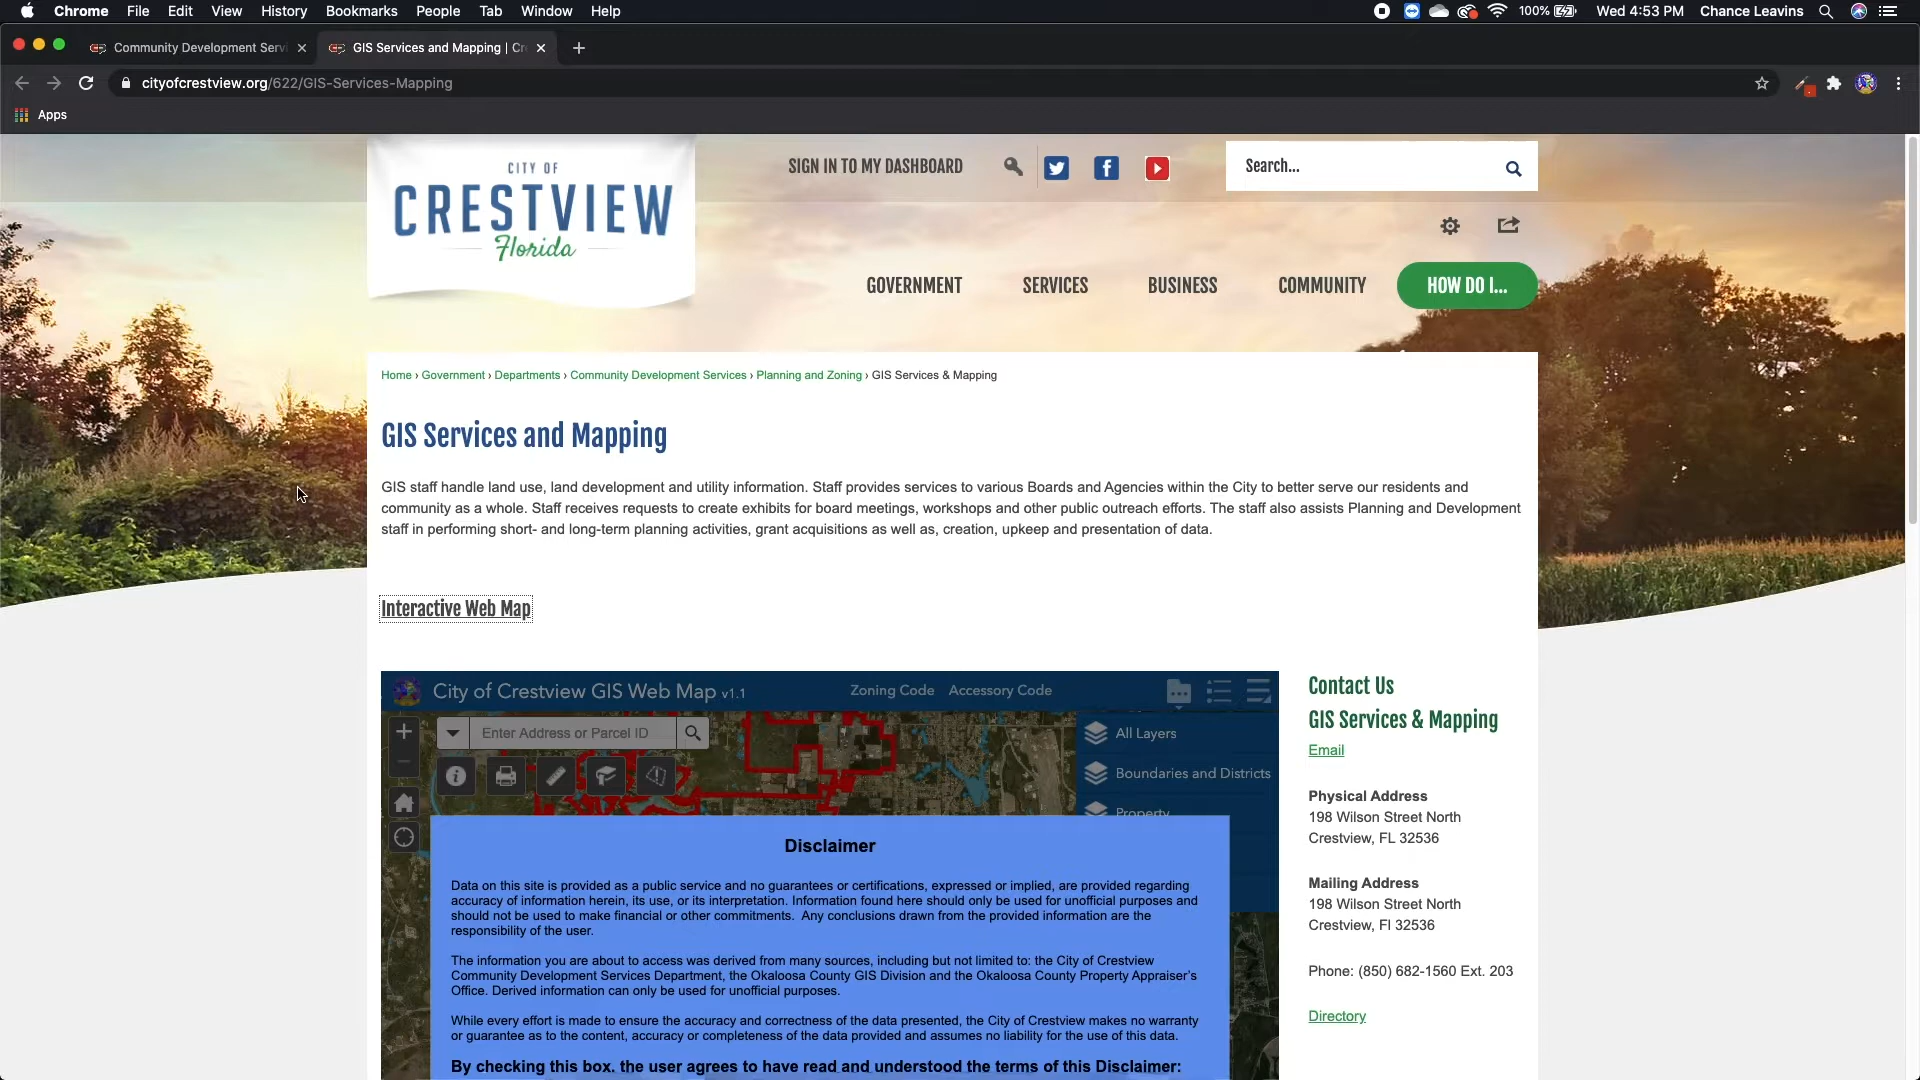 Chrome File Edit View History Bookmarks People Tab Window Help 100% Wed 4:53 PM Chance Leavins
Community Development Servi GIS Services and Mapping | Cr
cityofcrestview.org/622/GIS-Services-Mapping
Apps
CITY OF
CRESTVIEW
Florida
SIGN IN TO MY DASHBOARD
Search...
GOVERNMENT SERVICES BUSINESS COMMUNITY HOW DO I...
Home › Government › Departments › Community Development Services › Planning and Zoning › GIS Services & Mapping
GIS Services and Mapping
GIS staff handle land use, land development and utility information. Staff provides services to various Boards and Agencies within the City to better serve our residents and
community as a whole. Staff receives requests to create exhibits for board meetings, workshops and other public outreach efforts. The staff also assists Planning and Development
staff in performing short- and long-term planning activities, grant acquisitions as well as, creation, upkeep and presentation of data.
Interactive Web Map
City of Crestview GIS Web Map v1.1 Zoning Code Accessory Code
Enter Address or Parcel ID
All Layers
Boundaries and Districts
Property
Disclaimer
Data on this site is provided as a public service and no guarantees or certifications, expressed or implied, are provided regarding
accuracy of information herein, its use, or its interpretation. Information found here should only be used for unofficial purposes and
should not be used to make financial or other commitments. Any conclusions drawn from the provided information are the
responsibility of the user.
The information you are about to access was derived from many sources, including but not limited to: the City of Crestview
Community Development Services Department, the Okaloosa County GIS Division and the Okaloosa County Property Appraiser's
Office. Derived information can only be used for unofficial purposes.
While every effort is made to ensure the accuracy and correctness of the data presented, the City of Crestview makes no warranty
or guarantee as to the content, accuracy or completeness of the data provided and assumes no liability for the use of this data.
By checking this box, the user agrees to have read and understood the terms of this Disclaimer:
Contact Us
GIS Services & Mapping
Email
Physical Address
198 Wilson Street North
Crestview, FL 32536
Mailing Address
198 Wilson Street North
Crestview, Fl 32536
Phone: (850) 682-1560 Ext. 203
Directory